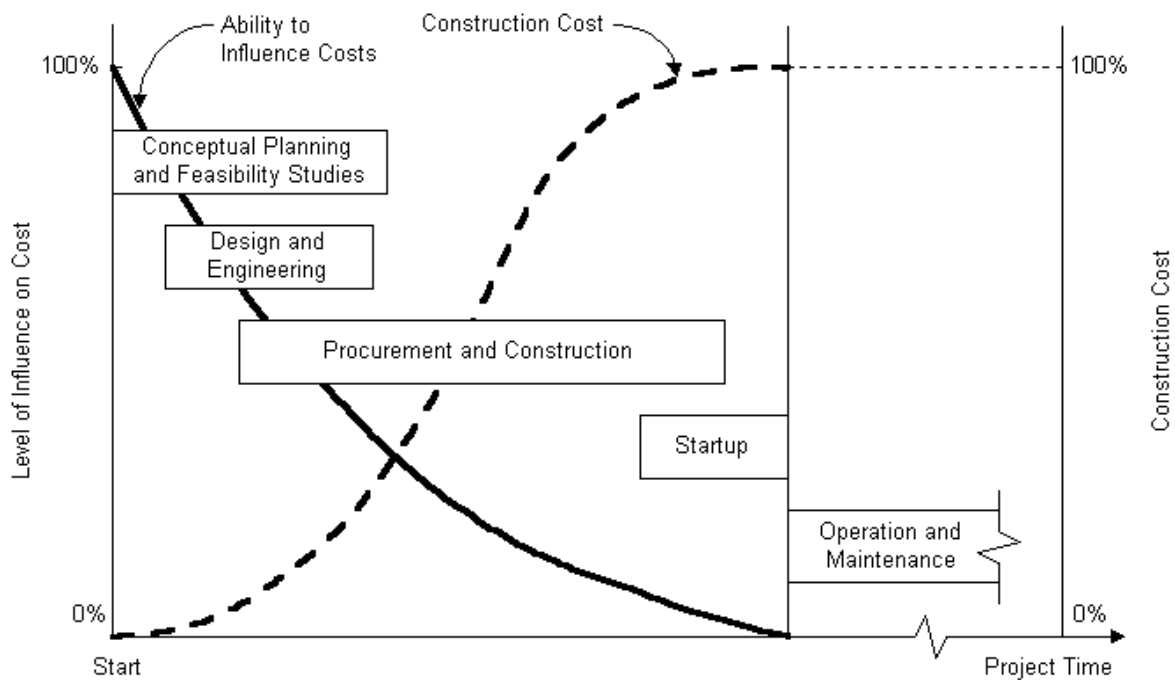 Ability to
Influence Costs
Construction Cost
100%
100%
Conceptual Planning
and Feasibility Studies
Design and
Engineering
Procurement and Construction
Startup
Operation and
Maintenance
Level of Influence on Cost
Construction Cost
0%
0%
Start
Project Time